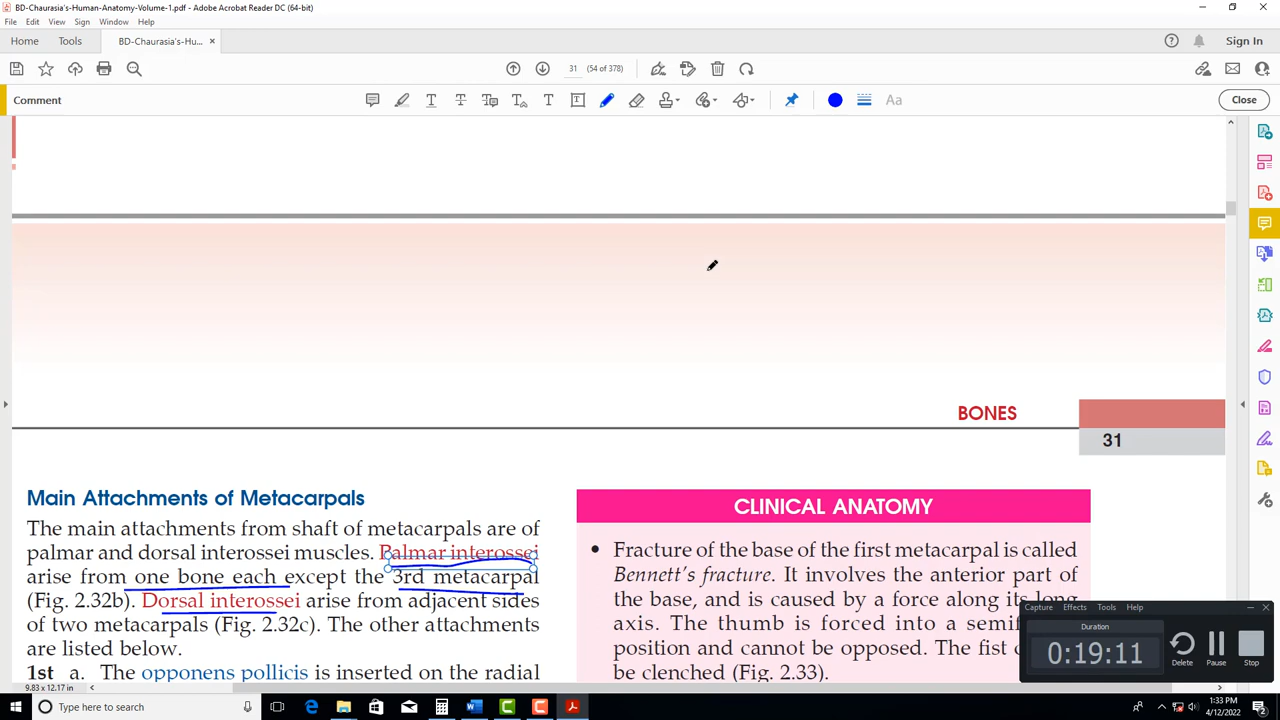 BD-Chaurasia's-Human-Anatomy-Volume-1.pdf - Adobe Acrobat Reader DC (64-bit)
File Edit View Sign Window Help
Home Tools BD-Chaurasia's-Hu... × Sign In
31 (54 of 378)
Comment Aa Close
BONES
31
Main Attachments of Metacarpals
The main attachments from shaft of metacarpals are of
palmar and dorsal interossei muscles. Palmar interossei
arise from one bone each except the 3rd metacarpal
(Fig. 2.32b). Dorsal interossei arise from adjacent sides
of two metacarpals (Fig. 2.32c). The other attachments
are listed below.
1st a. The opponens pollicis is inserted on the radial
CLINICAL ANATOMY
• Fracture of the base of the first metacarpal is called
Bennett's fracture. It involves the anterior part of
the base, and is caused by a force along its long
axis. The thumb is forced into a semif
position and cannot be opposed. The fist
be clenched (Fig. 2.33).
Capture Effects Tools Help
Duration
0:19:11
Delete Pause Stop
9.83 x 12.17 in
Type here to search
1:33 PM
4/12/2022
2